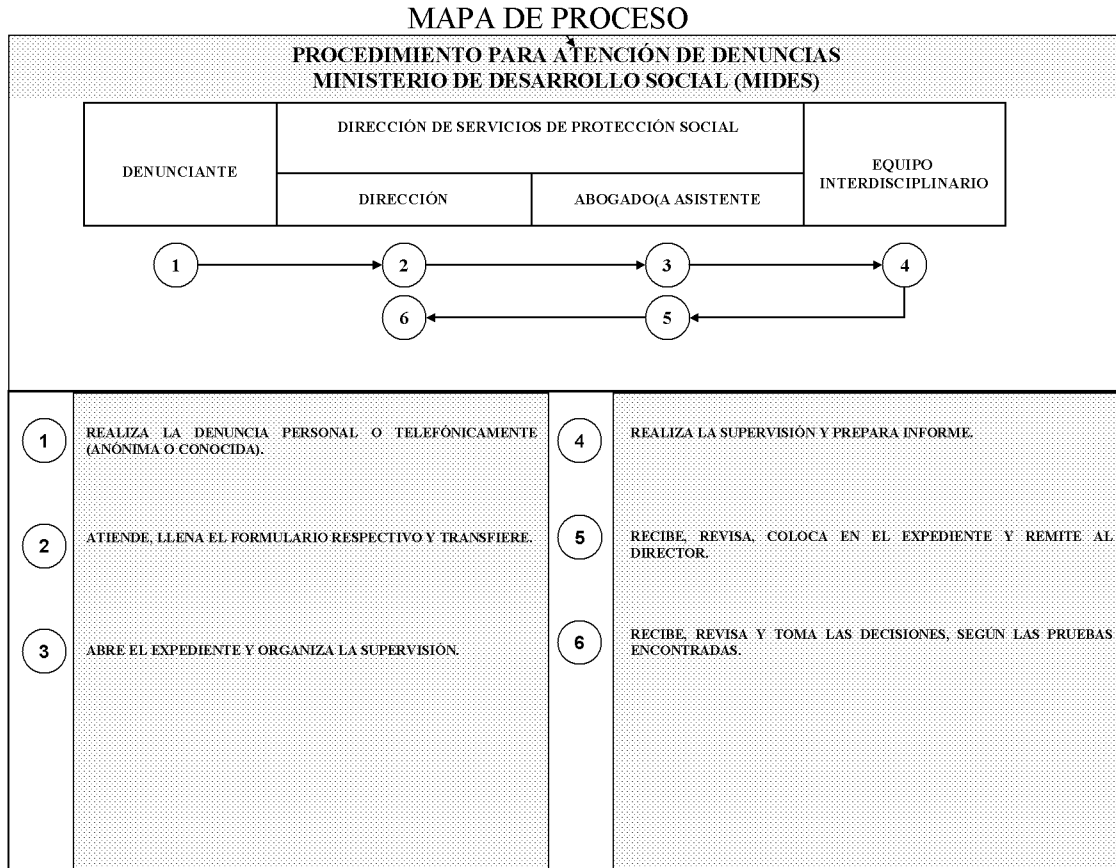 MAPA DE PROCESO
PROCEDIMIENTO PARA ATENCIÓN DE DENUNCIAS
MINISTERIO DE DESARROLLO SOCIAL (MIDES)
DENUNCIANTE
DIRECCIÓN DE SERVICIOS DE PROTECCIÓN SOCIAL
DIRECCIÓN
ABOGADO(A ASISTENTE
EQUIPO
INTERDISCIPLINARIO
1
2
3
4
6
5
1
REALIZA LA DENUNCIA PERSONAL O TELEFÓNICAMENTE
(ANÓNIMA O CONOCIDA).
2
ATIENDE, LLENA EL FORMULARIO RESPECTIVO Y TRANSFIERE.
3
ABRE EL EXPEDIENTE Y ORGANIZA LA SUPERVISIÓN.
4
REALIZA LA SUPERVISIÓN Y PREPARA INFORME.
5
RECIBE, REVISA, COLOCA EN EL EXPEDIENTE Y REMITE AL
DIRECTOR.
6
RECIBE, REVISA Y TOMA LAS DECISIONES, SEGÚN LAS PRUEBAS
ENCONTRADAS.